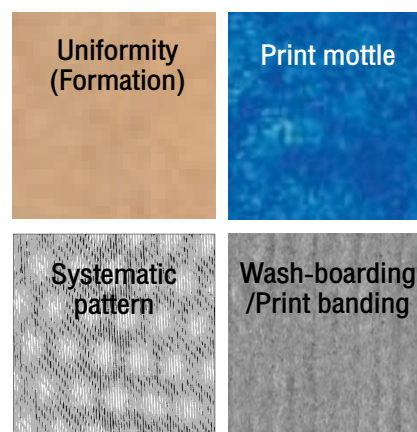 Uniformity
(Formation)
Print mottle
Systematic
pattern
Wash-boarding
/Print banding